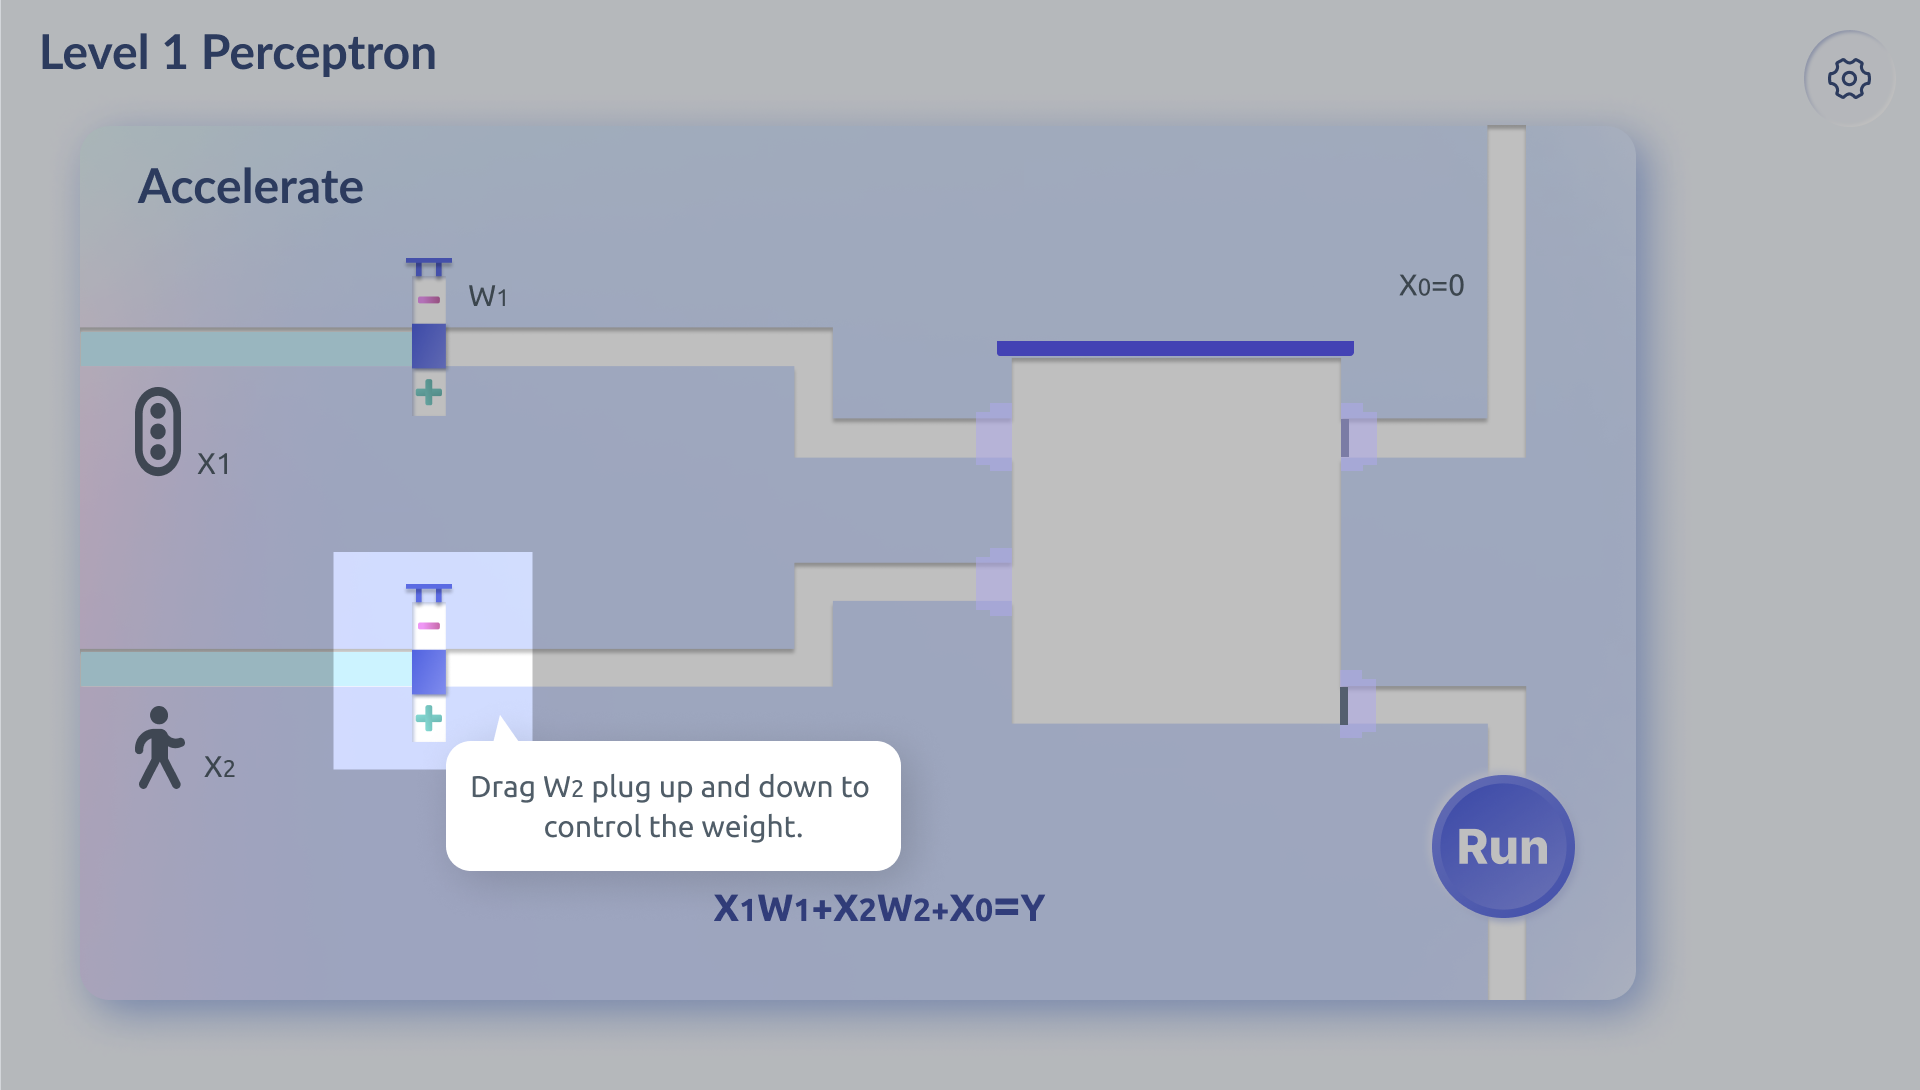 Level 1 Perceptron
Accelerate
W1
X0=0
X1
X2
Drag W2 plug up and down to
control the weight.
Run
X1W1+X2W2+X0=Y